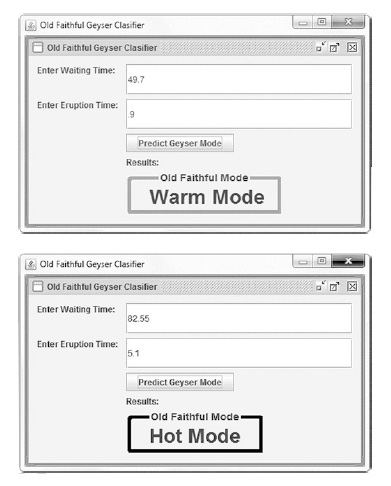 Old Faithful Geyser Clasifier
Old Faithful Geyser Clasifier
Enter Waiting Time:
49.7
Enter Eruption Time:
.9
Predict Geyser Mode
Results:
Old Faithful Mode
Warm Mode
Old Faithful Geyser Clasifier
Old Faithful Geyser Clasifier
Enter Waiting Time:
82.55
Enter Eruption Time:
5.1
Predict Geyser Mode
Results:
Old Faithful Mode
Hot Mode